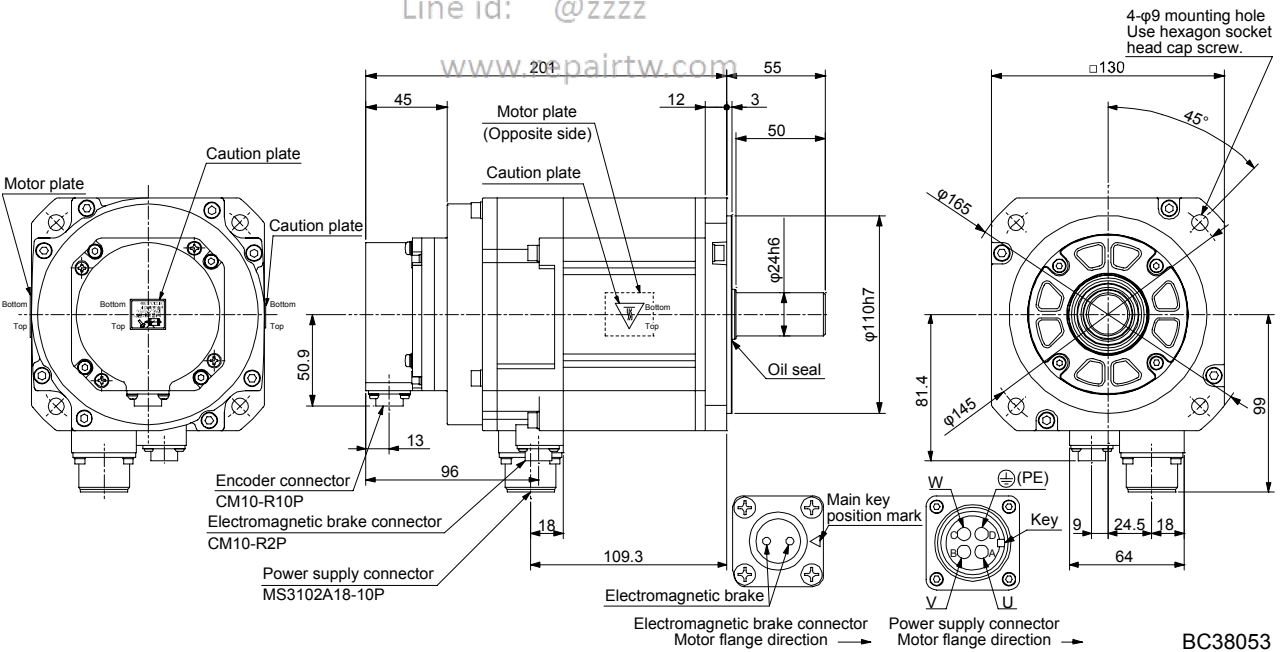 Line id: @zzzz
www.repairtw.com
4-φ9 mounting hole
Use hexagon socket
head cap screw.
201
55
□130
45
12
3
50
45°
Motor plate
(Opposite side)
Caution plate
Caution plate
Motor plate
Caution plate
φ165
φ24h6
φ110h7
Bottom
Top
Bottom
Top
Bottom
Top
Bottom
Top
50.9
Oil seal
81.4
φ145
99
13
96
Encoder connector
CM10-R10P
Electromagnetic brake connector
CM10-R2P
Power supply connector
MS3102A18-10P
18
109.3
Main key
position mark
Electromagnetic brake
W
(PE)
Key
C
D
B
A
V
U
9
24.5
18
64
Electromagnetic brake connector
Motor flange direction
Power supply connector
Motor flange direction
BC38053